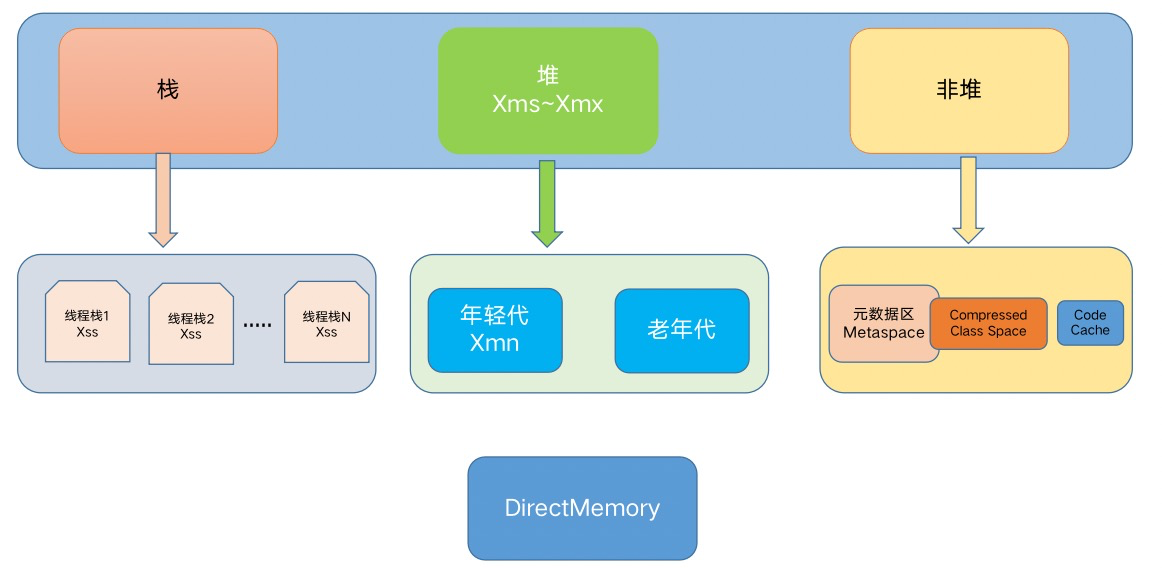 栈
堆
Xms~Xmx
非堆
线程栈1
Xss
线程栈2
Xss
.....
线程栈N
Xss
年轻代
Xmn
老年代
元数据区
Metaspace
Compressed
Class Space
Code
Cache
DirectMemory